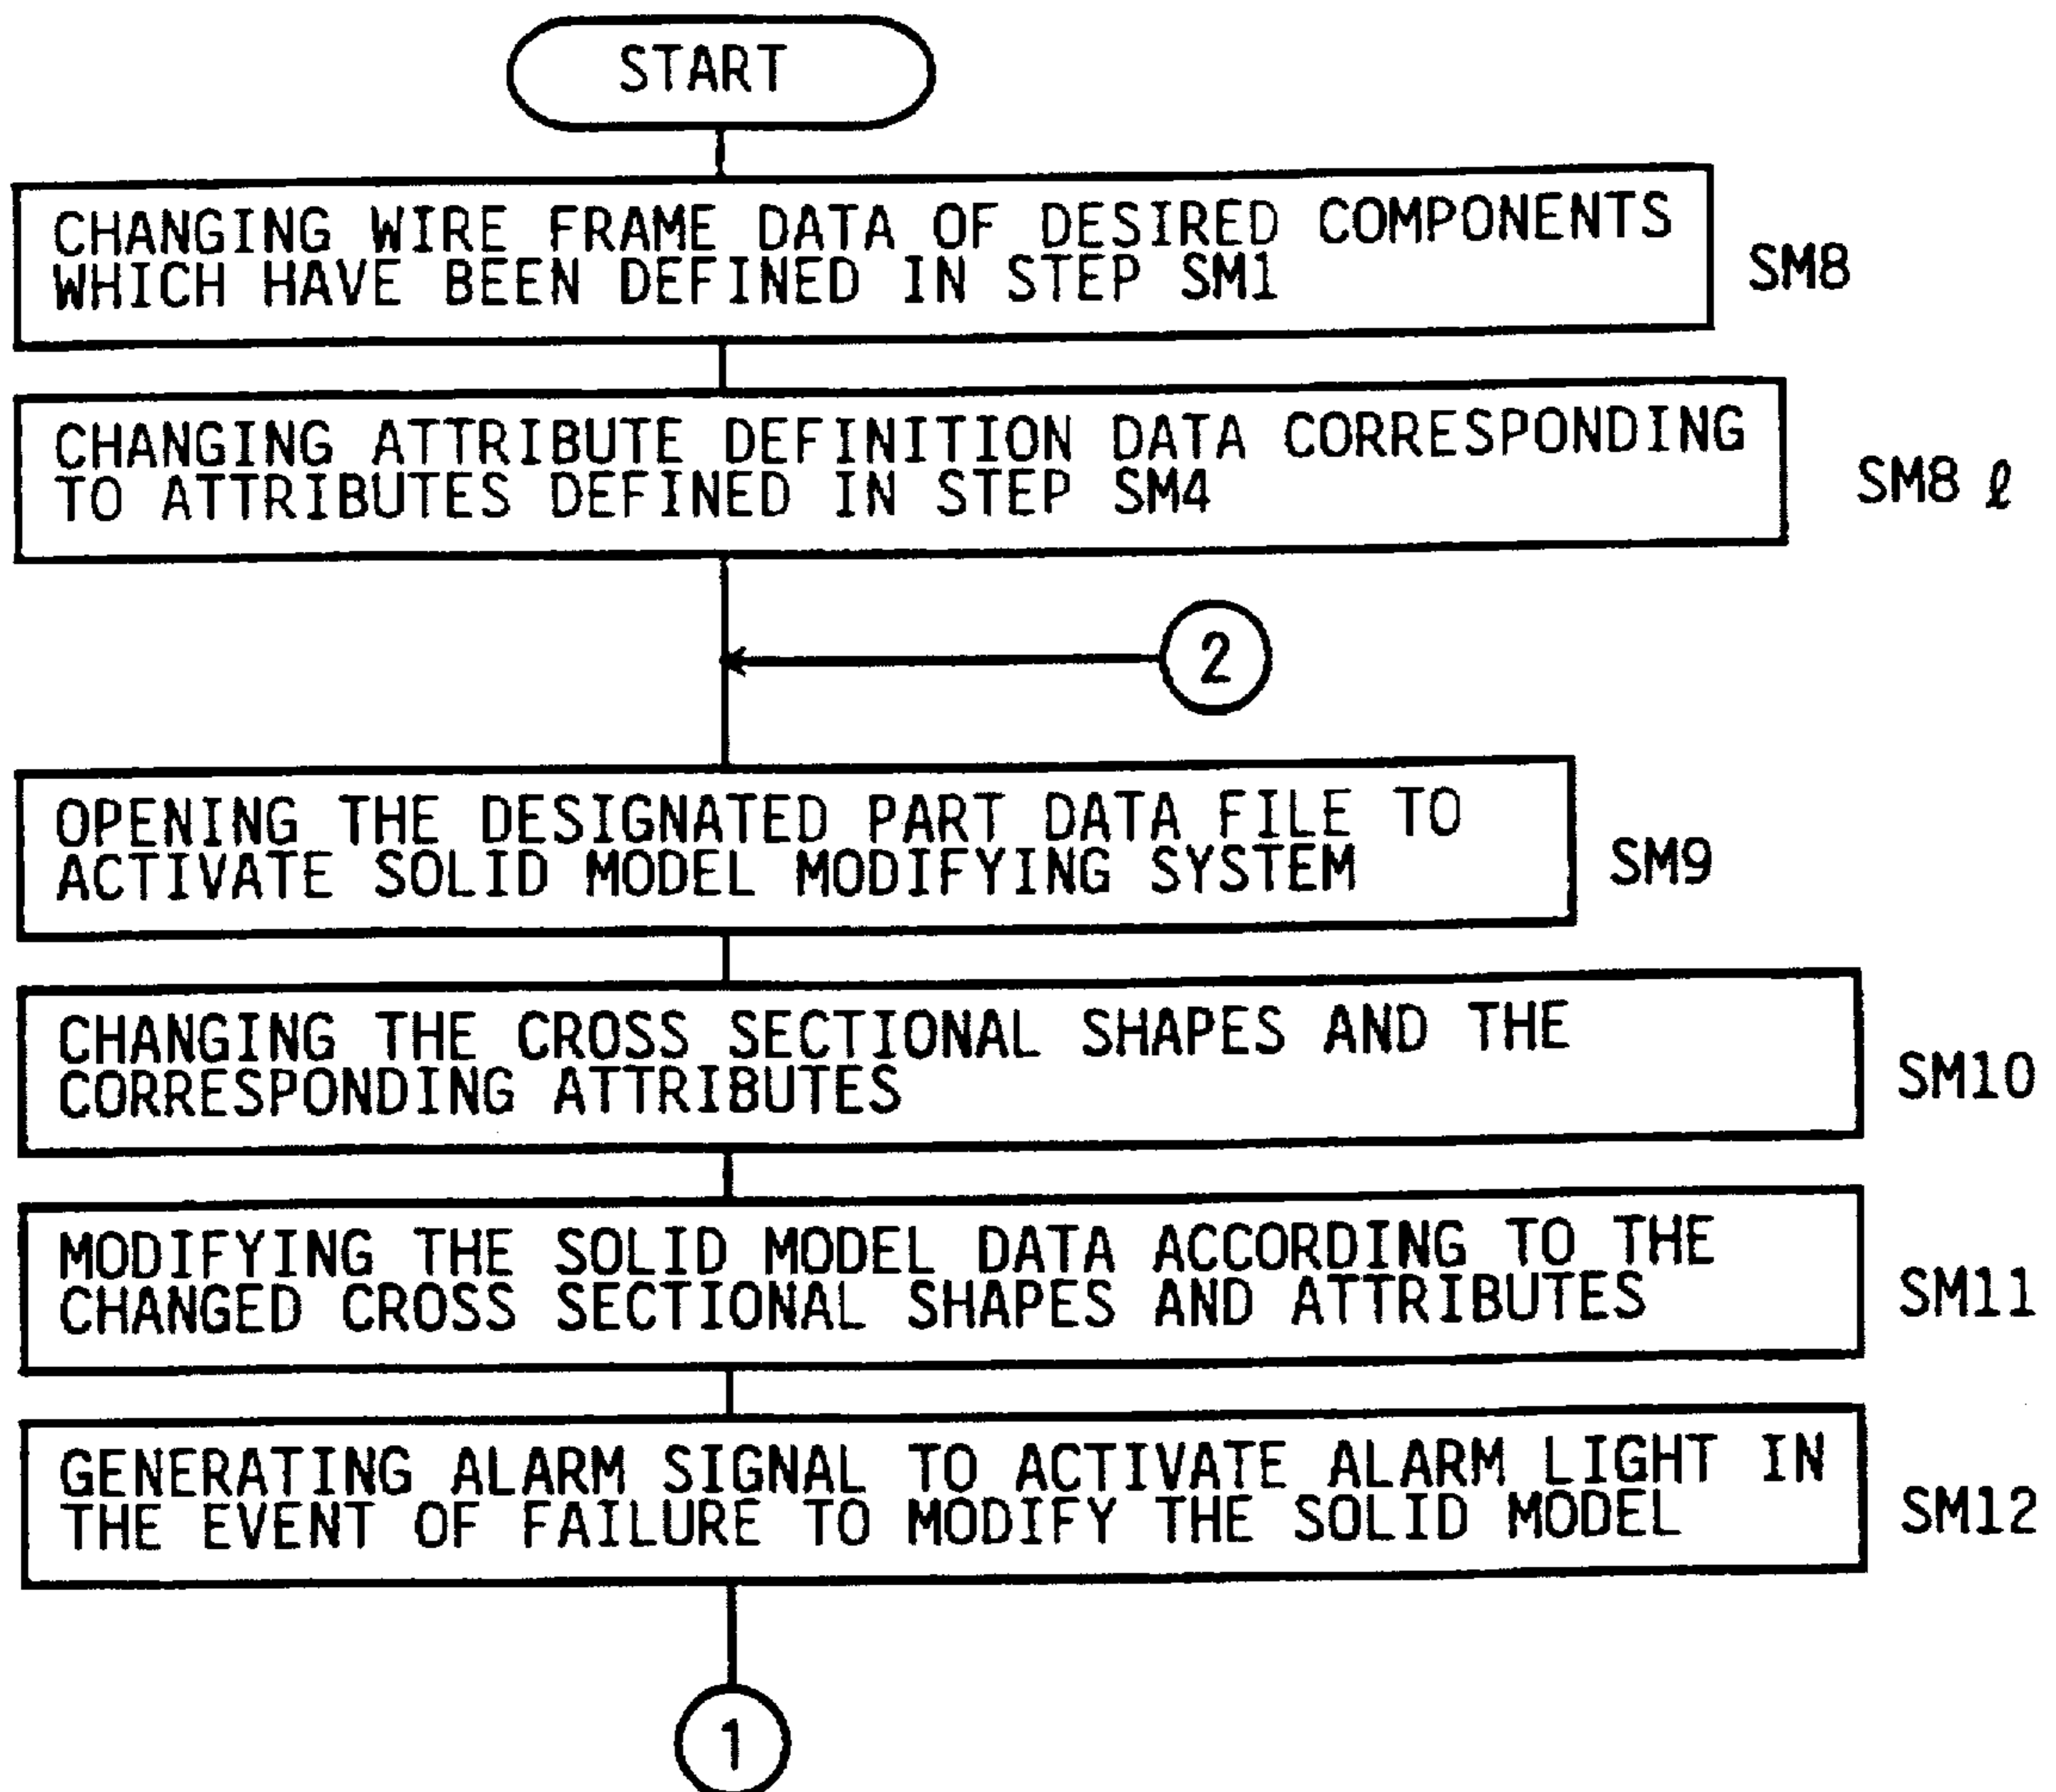 START
CHANGING WIRE FRAME DATA OF DESIRED COMPONENTS
WHICH HAVE BEEN DEFINED IN STEP SM1
SM8
CHANGING ATTRIBUTE DEFINITION DATA CORRESPONDING
TO ATTRIBUTES DEFINED IN STEP SM4
SM8 ℓ
2
OPENING THE DESIGNATED PART DATA FILE TO
ACTIVATE SOLID MODEL MODIFYING SYSTEM
SM9
CHANGING THE CROSS SECTIONAL SHAPES AND THE
CORRESPONDING ATTRIBUTES
SM10
MODIFYING THE SOLID MODEL DATA ACCORDING TO THE
CHANGED CROSS SECTIONAL SHAPES AND ATTRIBUTES
SM11
GENERATING ALARM SIGNAL TO ACTIVATE ALARM LIGHT IN
THE EVENT OF FAILURE TO MODIFY THE SOLID MODEL
SM12
1